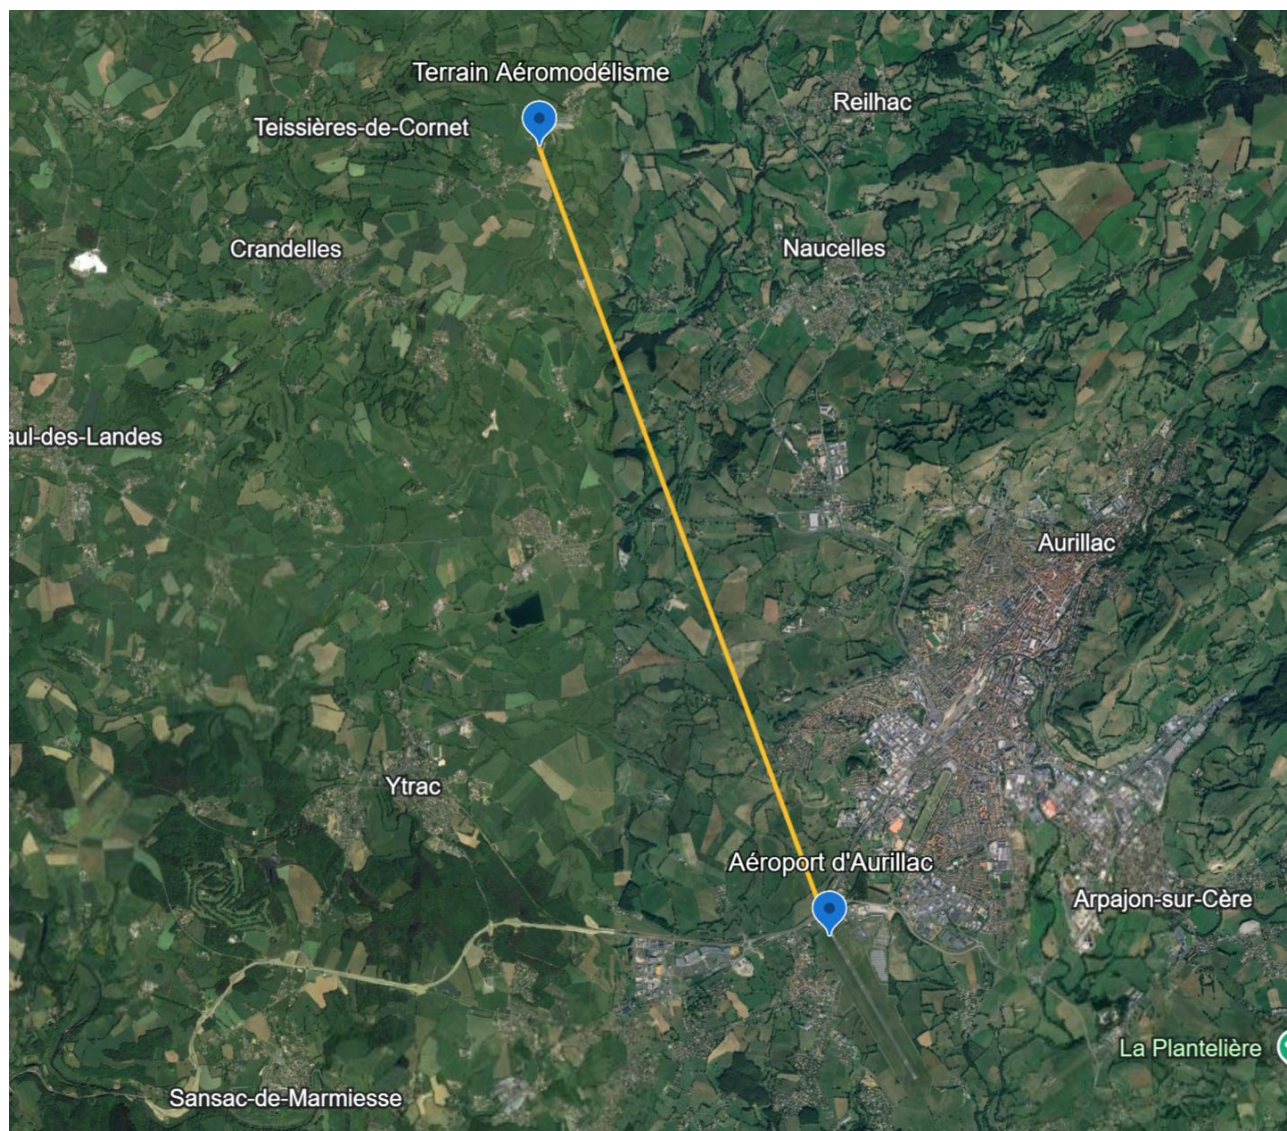 Terrain Aéromodélisme
Reilhac
Teissières-de-Cornet
Crandelles
Naucelles
aul-des-Landes
Aurillac
Ytrac
Aéroport d'Aurillac
Arpajon-sur-Cère
La Plantelière
Sansac-de-Marmiesse